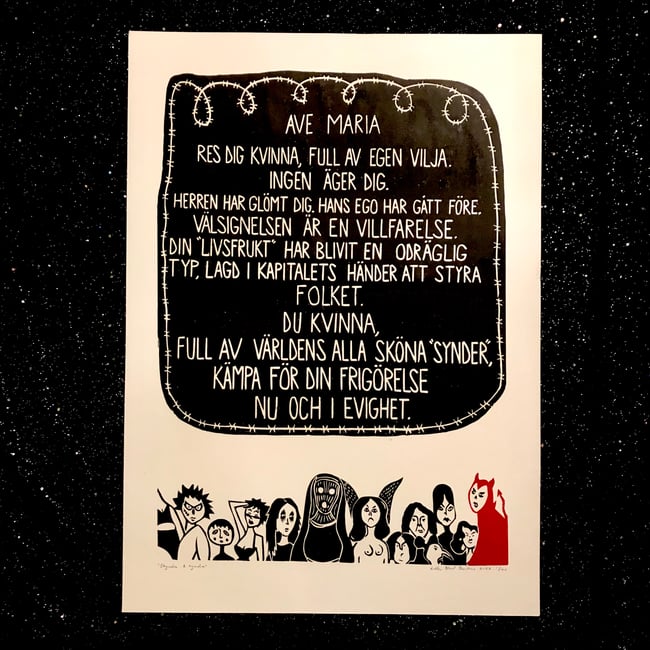 AVE MARIA
RES DIG KVINNA, FULL AV EGEN VILJA.
INGEN ÄGER DIG.
HERREN HAR GLÖMT DIG. HANS EGO HAR GÅTT FÖRE.
VÄLSIGNELSEN ÄR EN VILLFARELSE.
DIN "LIVSFRUKT" HAR BLIVIT EN ODRÄGLIG
TYP, LAGD I KAPITALETS HÄNDER ATT STYRA
FOLKET.
DU KVINNA,
FULL AV VÄRLDENS ALLA SKÖNA "SYNDER",
KÄMPA FÖR DIN FRIGÖRELSE
NU OCH I EVIGHET.